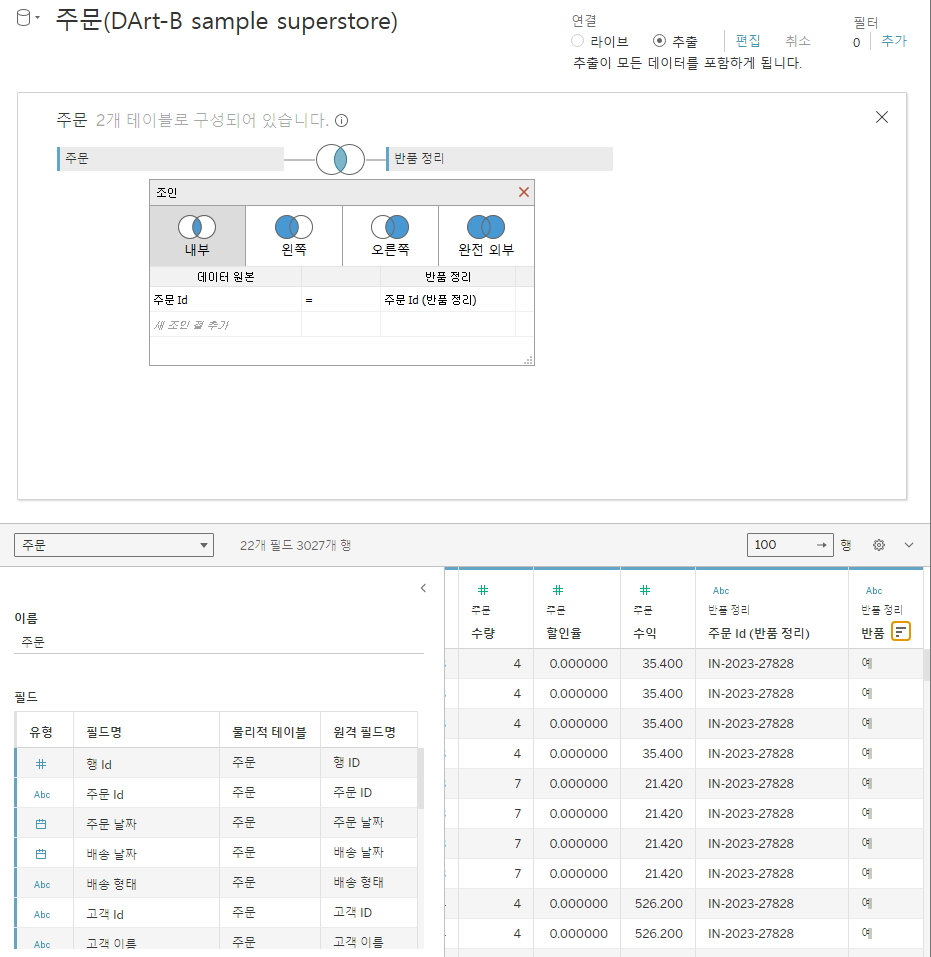 주문(DArt-B sample superstore)
연결
라이브 추출 편집 취소
추출이 모든 데이터를 포함하게 됩니다.
필터
0 추가
주문 2개 테이블로 구성되어 있습니다.
주문 반품 정리
조인
내부 왼쪽 오른쪽 완전 외부
데이터 원본 반품 정리
주문 Id = 주문 Id (반품 정리)
새 조인 절 추가
주문 22개 필드 3027개 행 100 행
이름
주문
필드
유형 필드명 물리적 테이블 원격 필드명
# 행 Id 주문 행 ID
Abc 주문 Id 주문 주문 ID
주문 날짜 주문 주문 날짜
배송 날짜 주문 배송 날짜
Abc 배송 형태 주문 배송 형태
Abc 고객 Id 주문 고객 ID
Abc 고객 이름 주문 고객 이름
# # # Abc Abc
주문 주문 주문 반품 정리 반품 정리
수량 할인율 수익 주문 Id (반품 정리) 반품
4 0.000000 35.400 IN-2023-27828 예
4 0.000000 35.400 IN-2023-27828 예
4 0.000000 35.400 IN-2023-27828 예
4 0.000000 35.400 IN-2023-27828 예
7 0.000000 21.420 IN-2023-27828 예
7 0.000000 21.420 IN-2023-27828 예
7 0.000000 21.420 IN-2023-27828 예
7 0.000000 21.420 IN-2023-27828 예
4 0.000000 526.200 IN-2023-27828 예
4 0.000000 526.200 IN-2023-27828 예